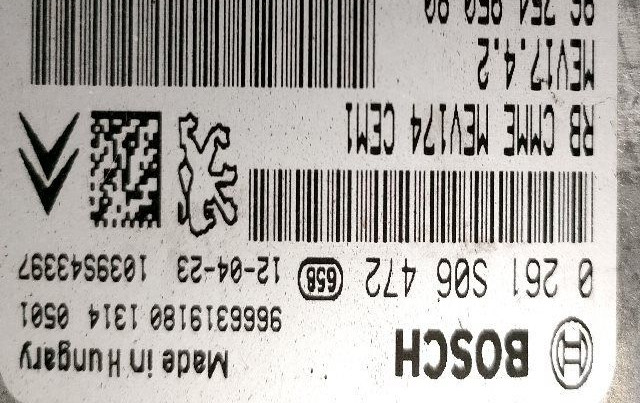 BOSCH Made in Hungary
9666319180 1314 0501
0 261 S06 472 658 12-04-23 1039S43397
RB CMME MEV174 CEM1
MEV17.4.2